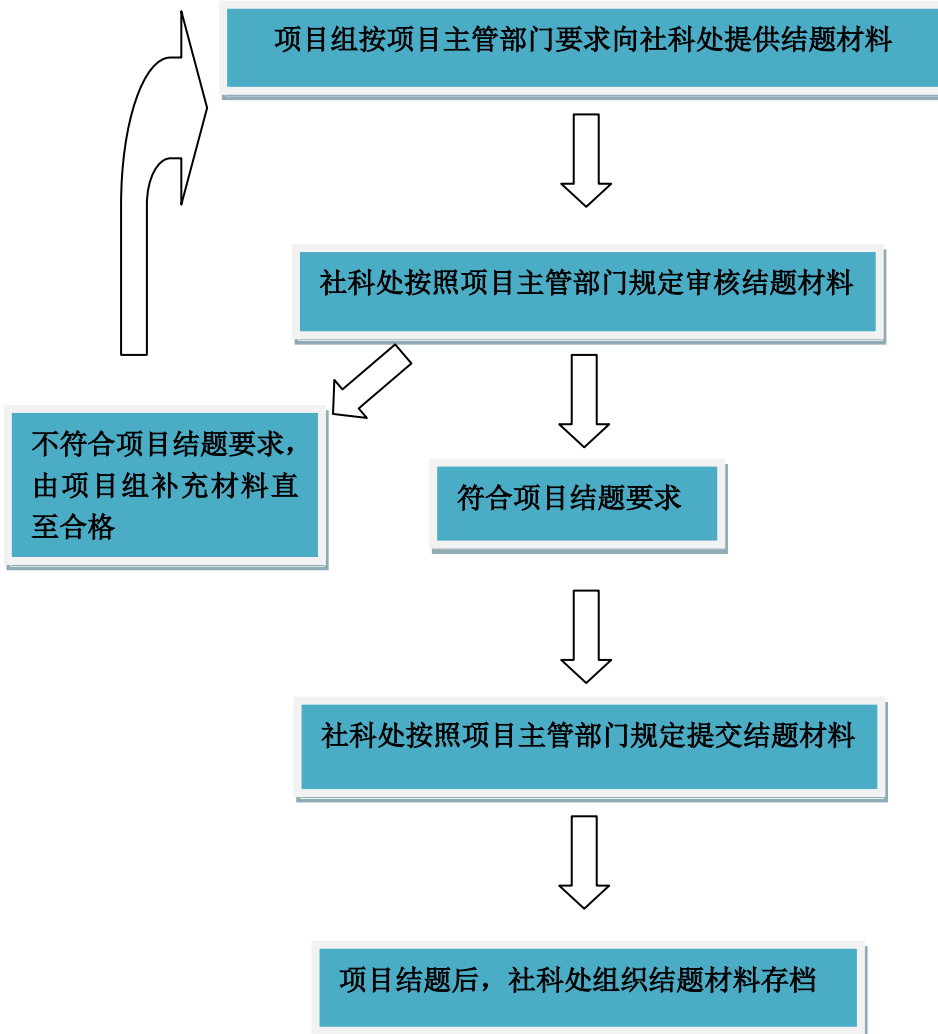 项目组按项目主管部门要求向社科处提供结题材料
社科处按照项目主管部门规定审核结题材料
不符合项目结题要求，
由项目组补充材料直
至合格
符合项目结题要求
社科处按照项目主管部门规定提交结题材料
项目结题后，社科处组织结题材料存档